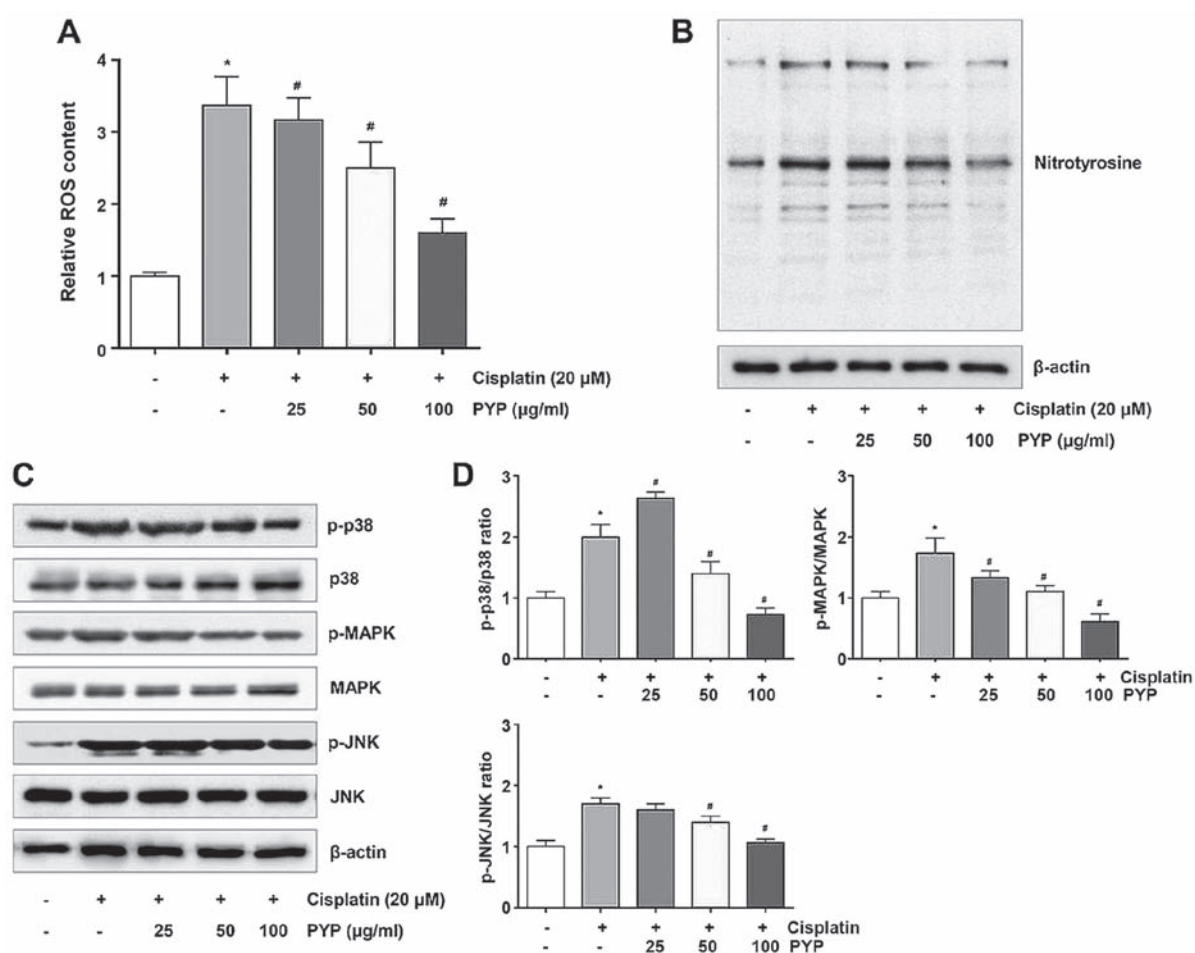 A
Relative ROS content
4
3
2
1
0
*
#
#
#
- + + + + Cisplatin (20 µM)
- - 25 50 100 PYP (µg/ml)
B
Nitrotyrosine
β-actin
- + + + + Cisplatin (20 µM)
- - 25 50 100 PYP (µg/ml)
C
p-p38
p38
p-MAPK
MAPK
p-JNK
JNK
β-actin
- + + + + Cisplatin (20 µM)
- - 25 50 100 PYP (µg/ml)
D
p-p38/p38 ratio
3
2
1
0
*
#
#
#
- + + + +
- - 25 50 100
p-MAPK/MAPK
3
2
1
0
*
#
#
#
- + + + + Cisplatin
- - 25 50 100 PYP
p-JNK/JNK ratio
3
2
1
0
*
#
#
- + + + + Cisplatin
- - 25 50 100 PYP